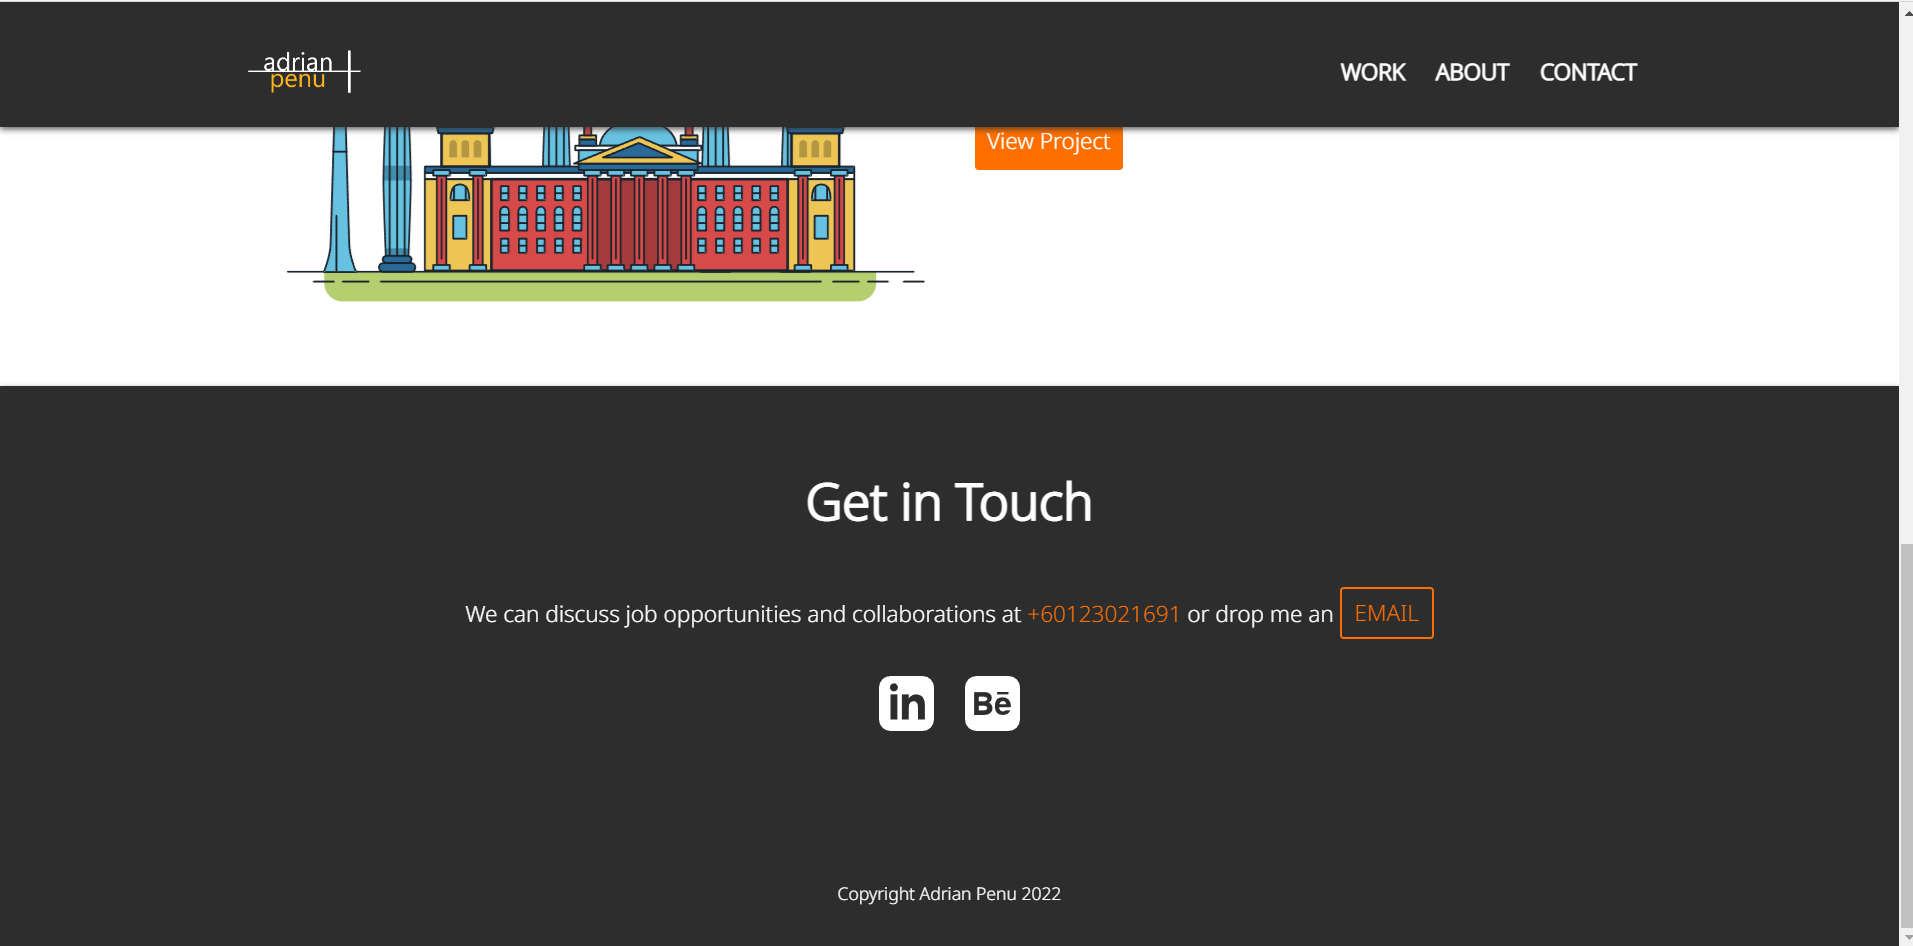 adrian
penu
WORK ABOUT CONTACT
View Project
Get in Touch
We can discuss job opportunities and collaborations at +60123021691 or drop me an EMAIL
in Bē
Copyright Adrian Penu 2022